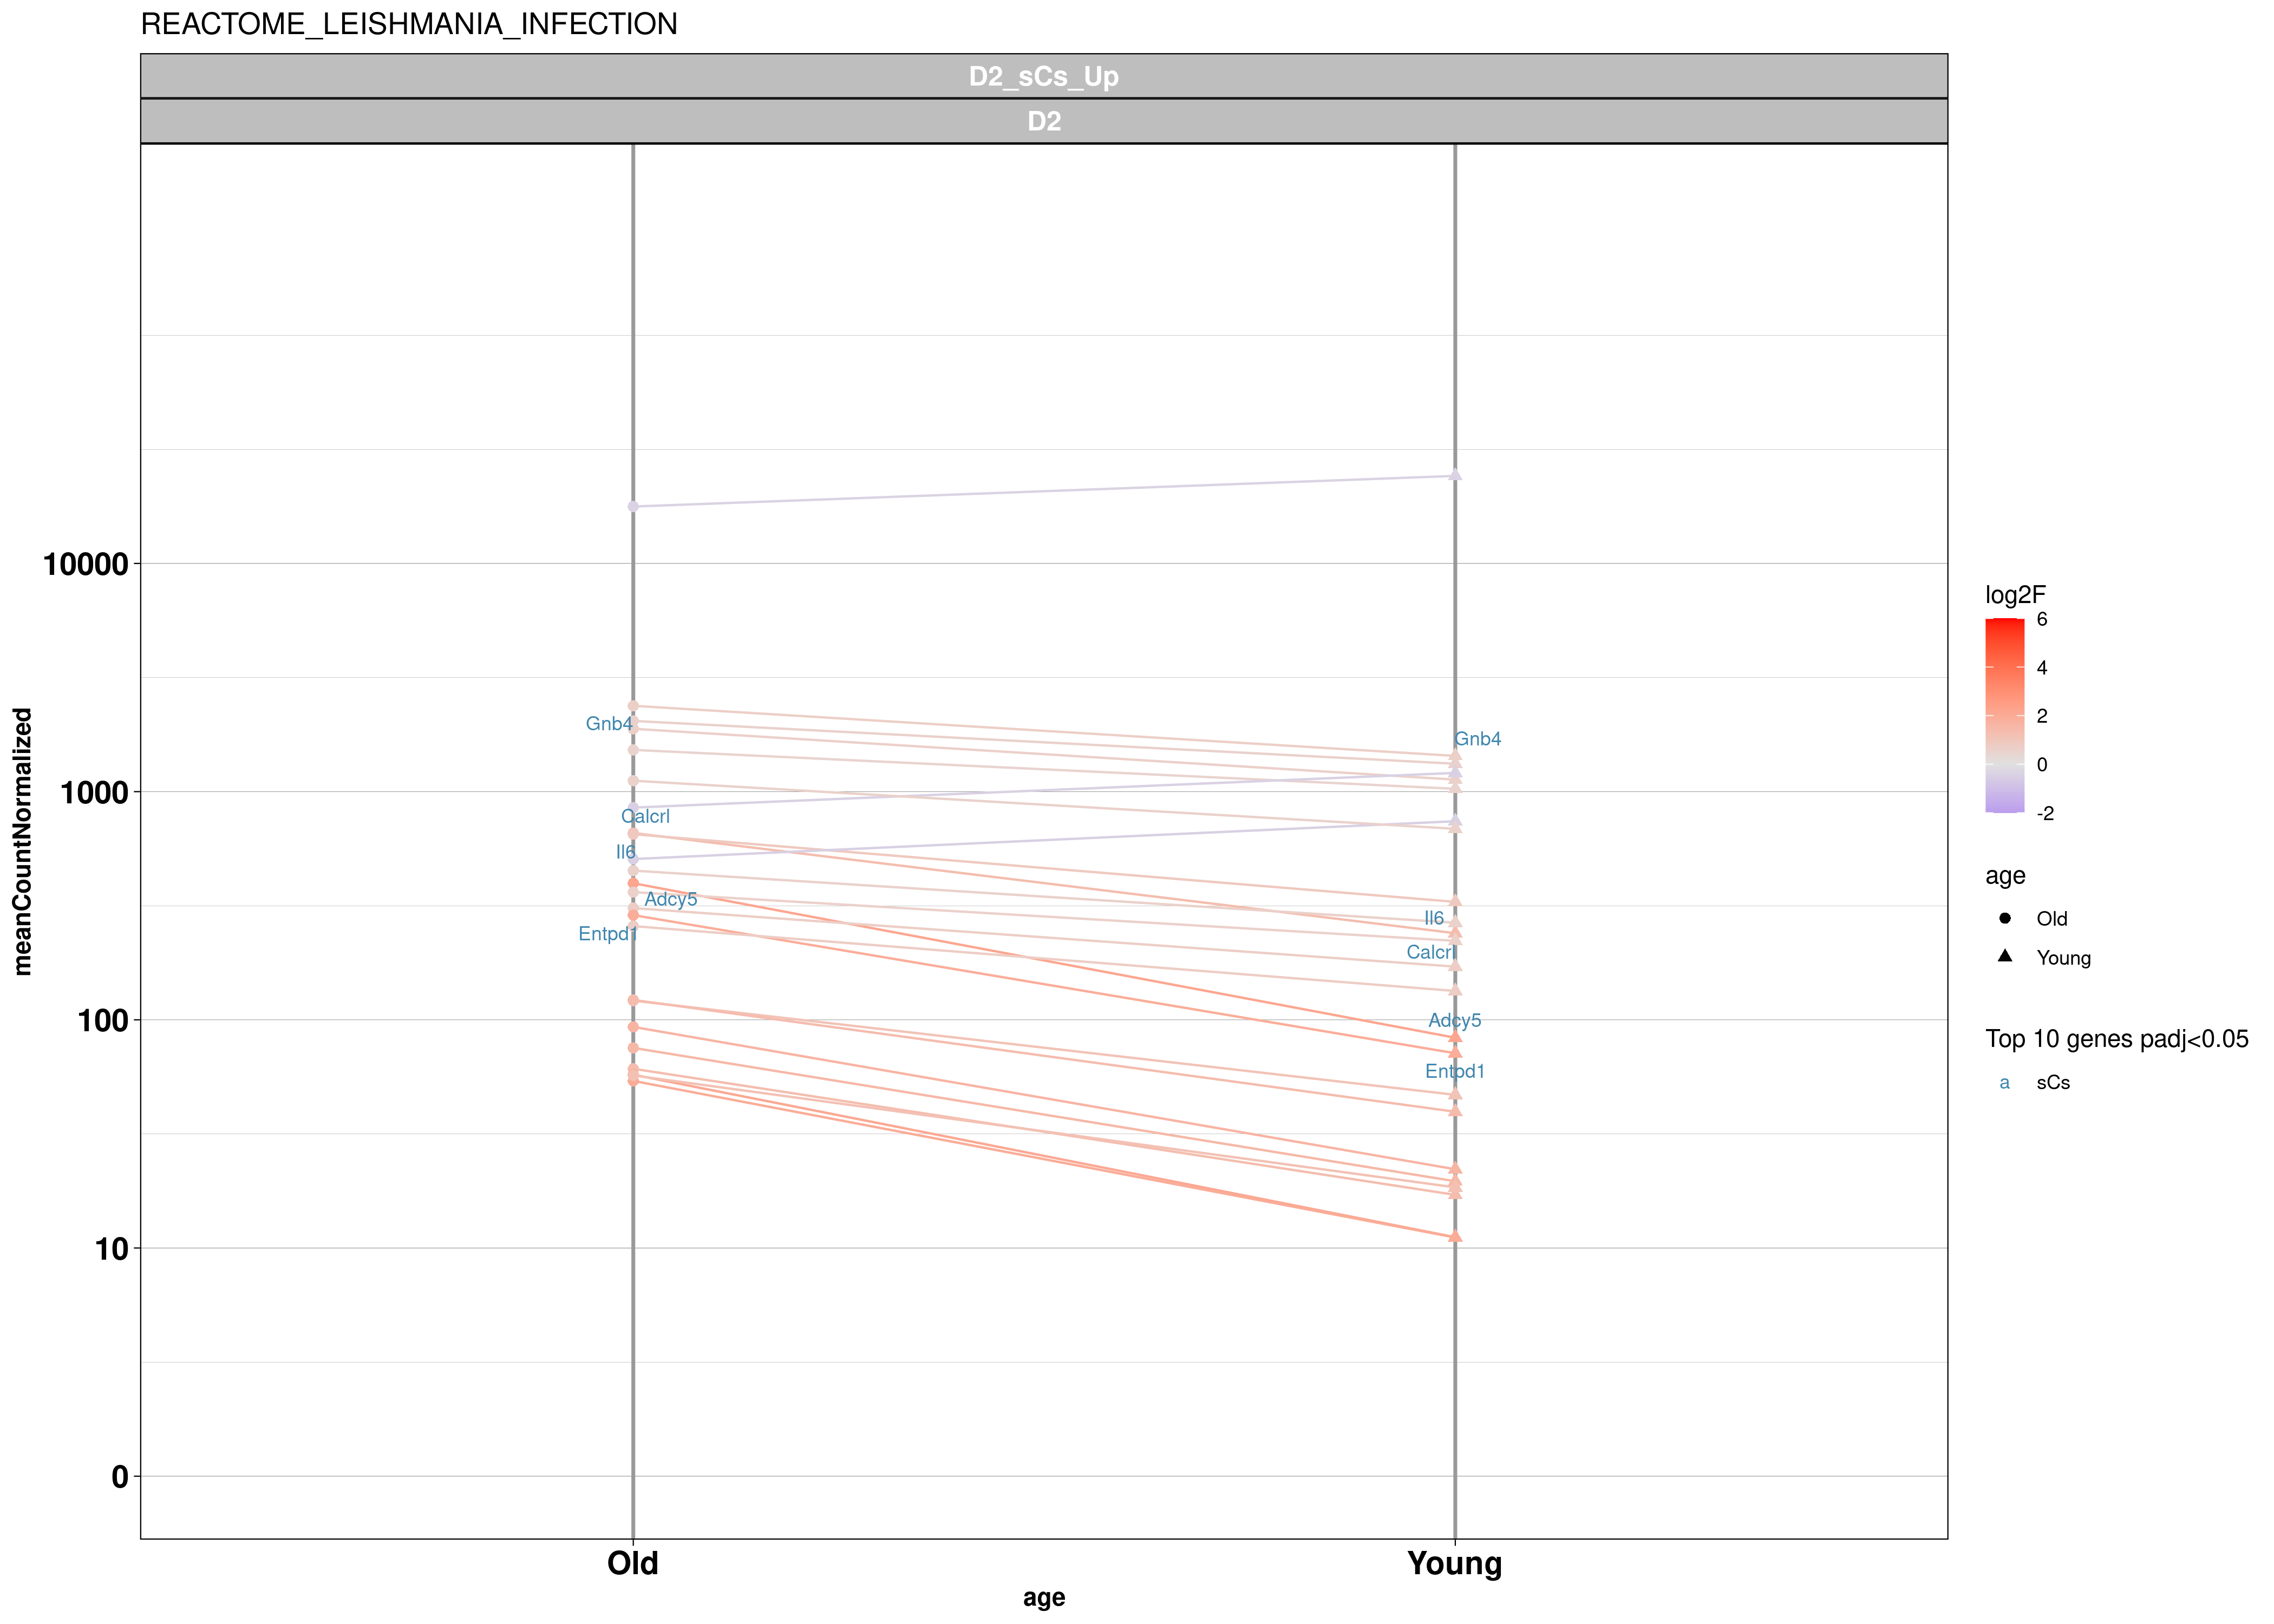 REACTOME_LEISHMANIA_INFECTION
D2_sCs_Up
D2
meanCountNormalized
10000
1000
100
10
0
Gnb4
Calcrl
Il6
Adcy5
Entpd1
Gnb4
Il6
Calcrl
Adcy5
Entpd1
Old
Young
age
log2F
6
4
2
0
-2
age
Old
Young
Top 10 genes padj<0.05
a sCs